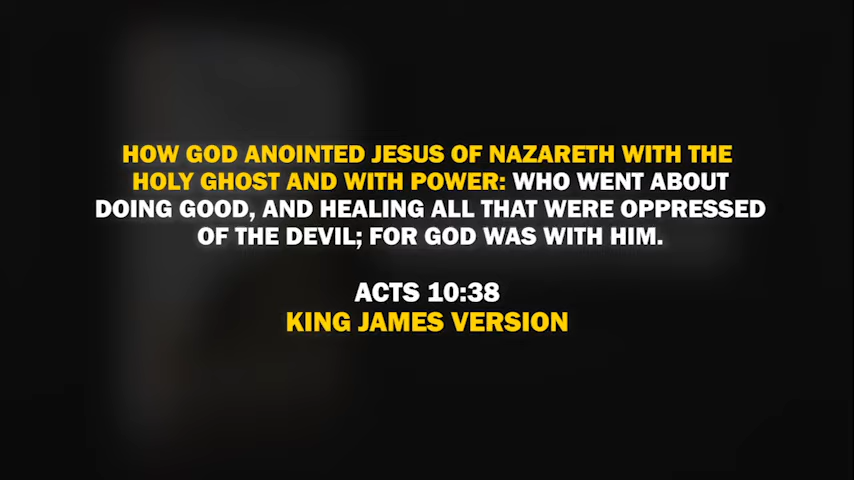 HOW GOD ANOINTED JESUS OF NAZARETH WITH THE
HOLY GHOST AND WITH POWER: WHO WENT ABOUT
DOING GOOD, AND HEALING ALL THAT WERE OPPRESSED
OF THE DEVIL; FOR GOD WAS WITH HIM.
ACTS 10:38
KING JAMES VERSION